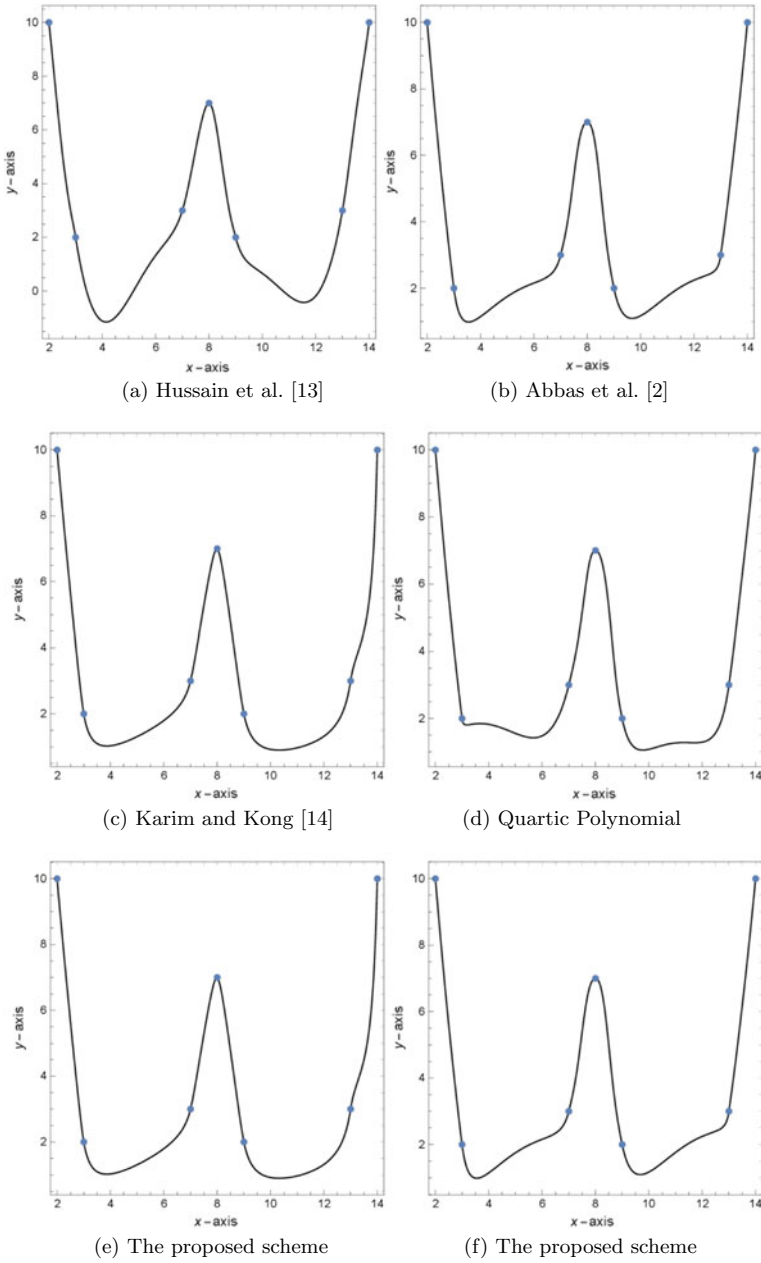 10
8
6
4
2
0
y – axis
2 4 6 8 10 12 14
x – axis
(a) Hussain et al. [13]
10
8
6
4
2
y – axis
2 4 6 8 10 12 14
x – axis
(b) Abbas et al. [2]
10
8
6
4
2
y – axis
2 4 6 8 10 12 14
x – axis
(c) Karim and Kong [14]
10
8
6
4
2
y – axis
2 4 6 8 10 12 14
x – axis
(d) Quartic Polynomial
10
8
6
4
2
y – axis
2 4 6 8 10 12 14
x – axis
(e) The proposed scheme
10
8
6
4
2
y – axis
2 4 6 8 10 12 14
x – axis
(f) The proposed scheme